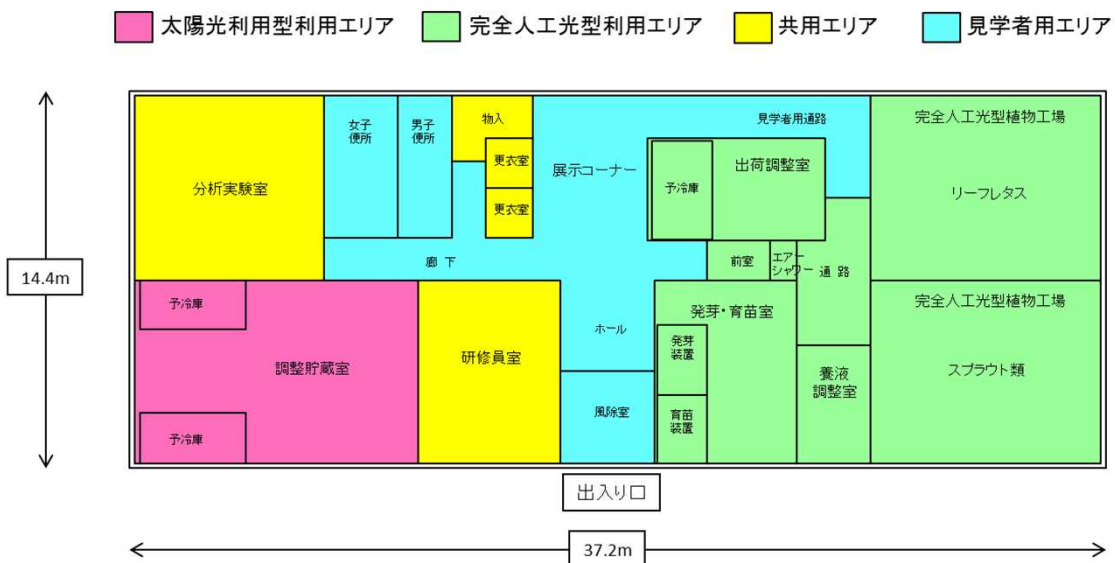 太陽光利用型利用エリア
完全人工光型利用エリア
共用エリア
見学者用エリア
女子
便所
男子
便所
物入
見学者用通路
完全人工光型植物工場
更衣室
展示コーナー
出荷調整室
予冷庫
分析実験室
リーフレタス
更衣室
廊 下
前室
エアー
シャワー
通 路
14.4m
予冷庫
完全人工光型植物工場
発芽・育苗室
ホール
発芽
装置
研修員室
調整貯蔵室
養液
調整室
スプラウト類
風除室
育苗
装置
予冷庫
出入り口
37.2m